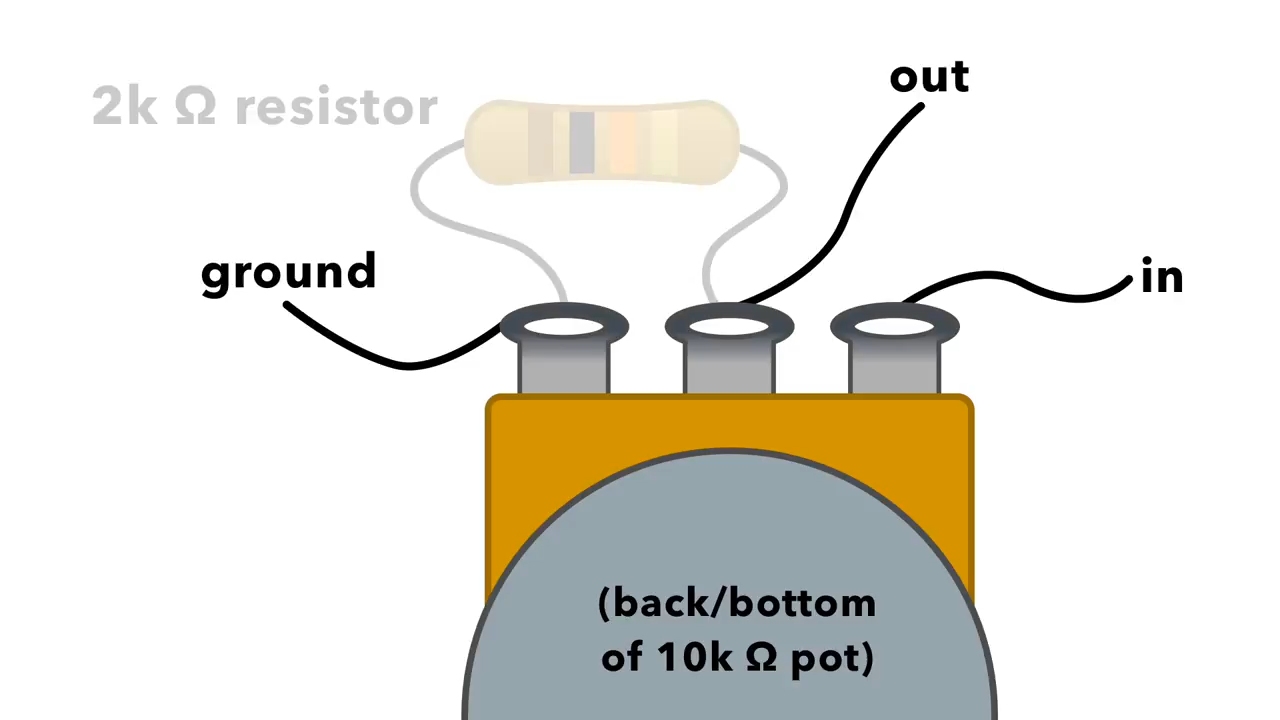 2k Ω resistor
out
ground
in
(back/bottom
of 10k Ω pot)